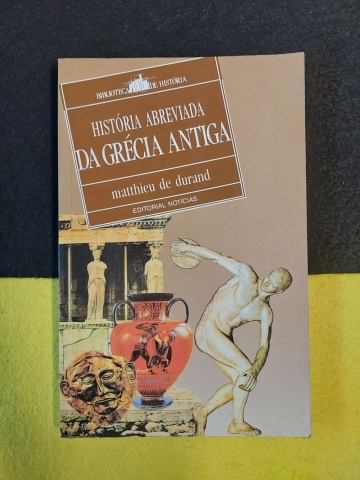 BIBLIOTECA DE HISTÓRIA
HISTÓRIA ABREVIADA
DA GRÉCIA ANTIGA
matthieu de durand
EDITORIAL NOTÍCIAS